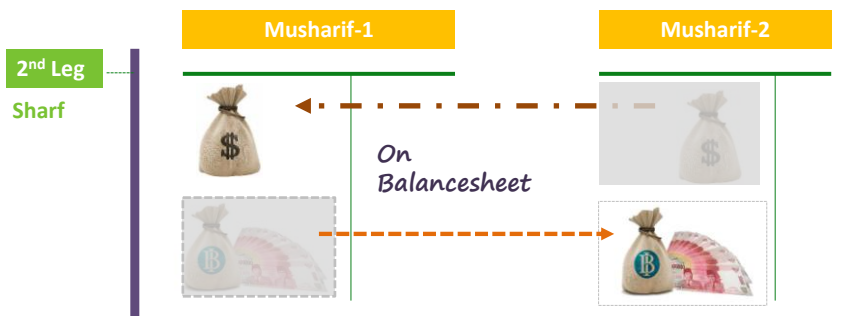 Musharif-1
Musharif-2
2nd Leg
Sharf
$
$
On
Balancesheet